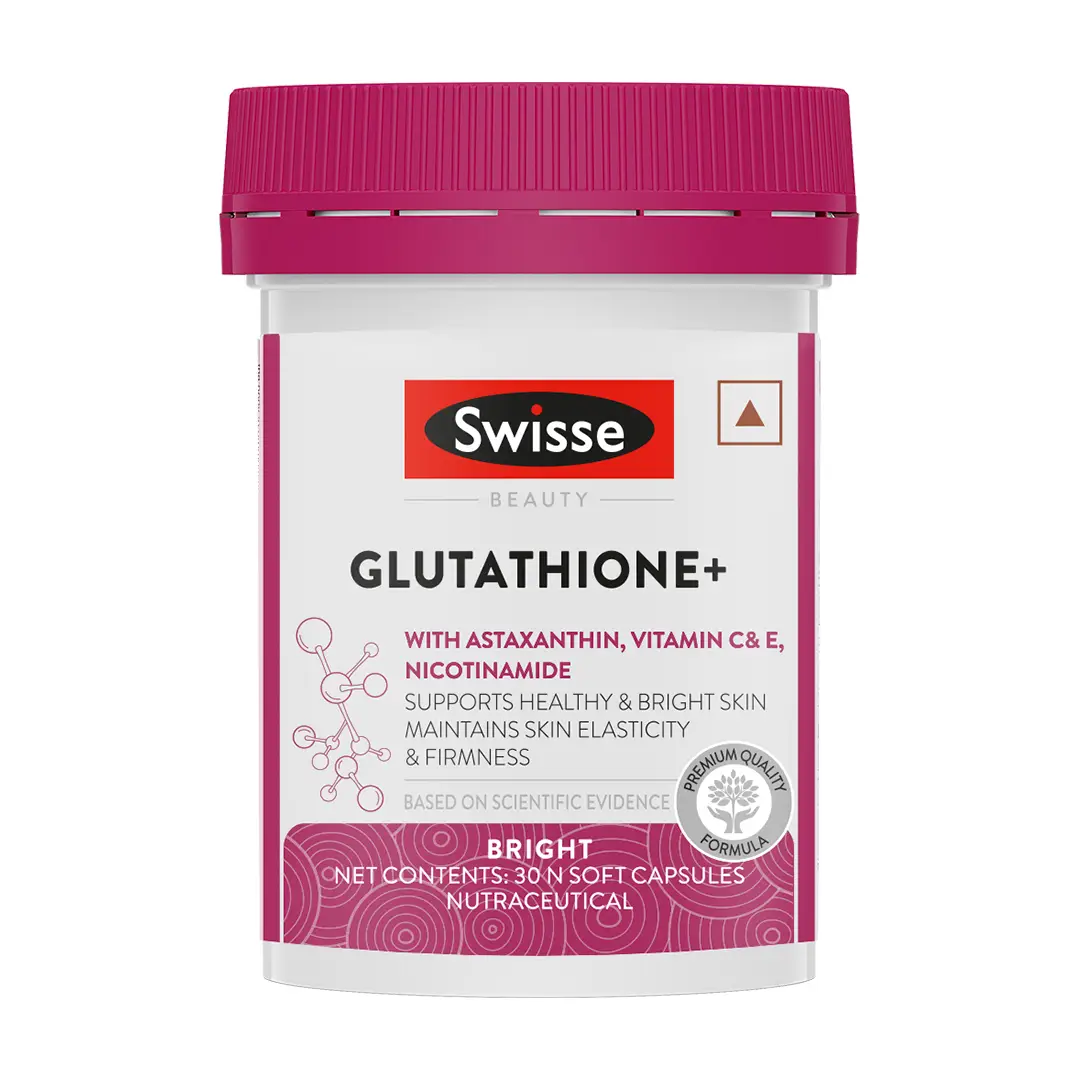 Swisse
BEAUTY
GLUTATHIONE+
WITH ASTAXANTHIN, VITAMIN C& E,
NICOTINAMIDE
SUPPORTS HEALTHY & BRIGHT SKIN
MAINTAINS SKIN ELASTICITY
& FIRMNESS
BASED ON SCIENTIFIC EVIDENCE
PREMIUM QUALITY
FORMULA
BRIGHT
NET CONTENTS: 30 N SOFT CAPSULES
NUTRACEUTICAL